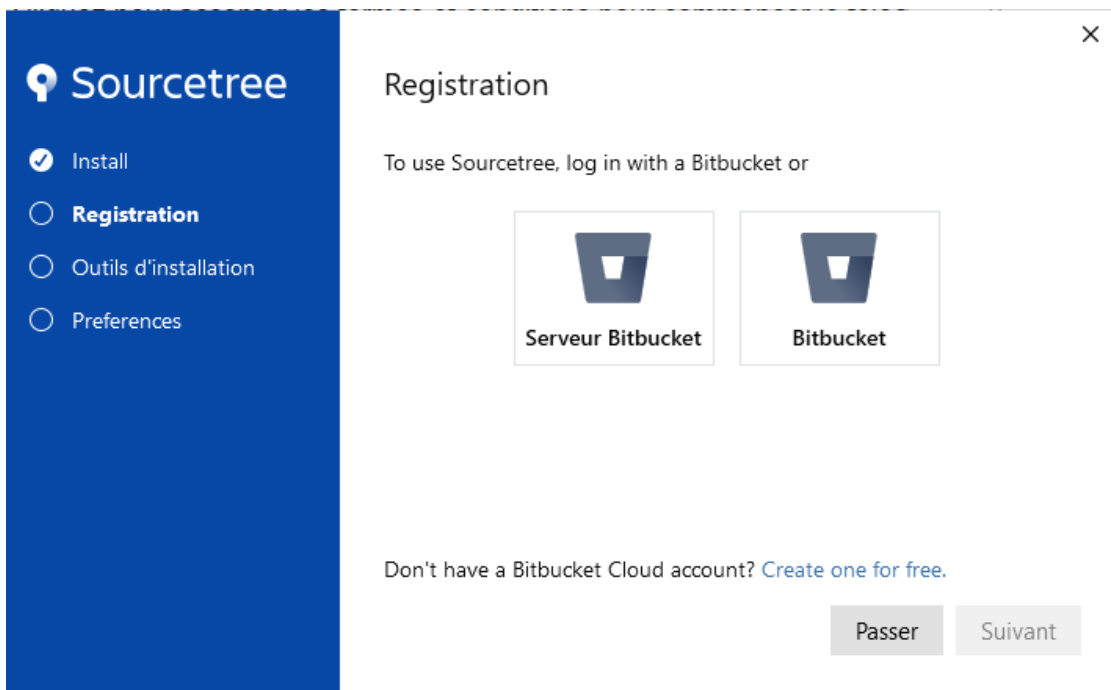 Sourcetree
Install
Registration
Outils d'installation
Preferences
Registration
To use Sourcetree, log in with a Bitbucket or
Serveur Bitbucket
Bitbucket
Don't have a Bitbucket Cloud account? Create one for free.
Passer
Suivant